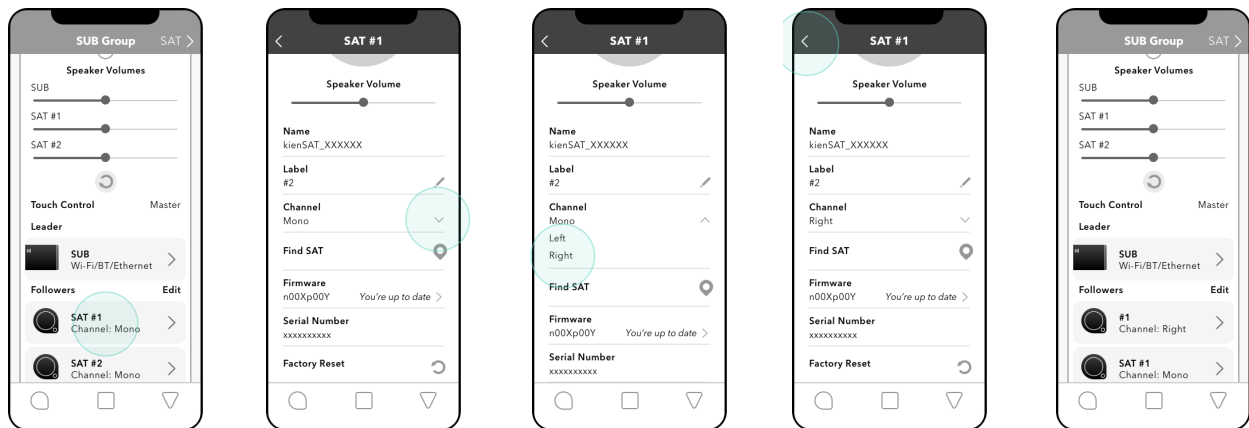 SUB Group SAT
Speaker Volumes
SUB
SAT #1
SAT #2
Touch Control Master
Leader
SUB
Wi-Fi/BT/Ethernet
Followers Edit
SAT #1
Channel: Mono
SAT #2
Channel: Mono
SAT #1
Speaker Volume
Name
kienSAT_XXXXXX
Label
#2
Channel
Mono
Find SAT
Firmware
n00Xp00Y You're up to date
Serial Number
xxxxxxxxxx
Factory Reset
SAT #1
Speaker Volume
Name
kienSAT_XXXXXX
Label
#2
Channel
Mono
Left
Right
Find SAT
Firmware
n00Xp00Y You're up to date
Serial Number
xxxxxxxxxx
SAT #1
Speaker Volume
Name
kienSAT_XXXXXX
Label
#2
Channel
Right
Find SAT
Firmware
n00Xp00Y You're up to date
Serial Number
xxxxxxxxxx
Factory Reset
SUB Group SAT
Speaker Volumes
SUB
SAT #1
SAT #2
Touch Control Master
Leader
SUB
Wi-Fi/BT/Ethernet
Followers Edit
#1
Channel: Right
SAT #1
Channel: Mono